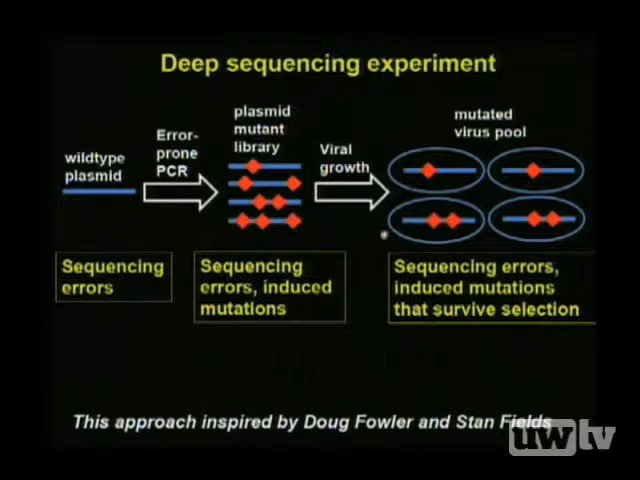 Deep sequencing experiment
wildtype
plasmid
Error-
prone
PCR
plasmid
mutant
library
Viral
growth
mutated
virus pool
Sequencing
errors
Sequencing
errors, induced
mutations
Sequencing errors,
induced mutations
that survive selection
This approach inspired by Doug Fowler and Stan Fields
uwtv